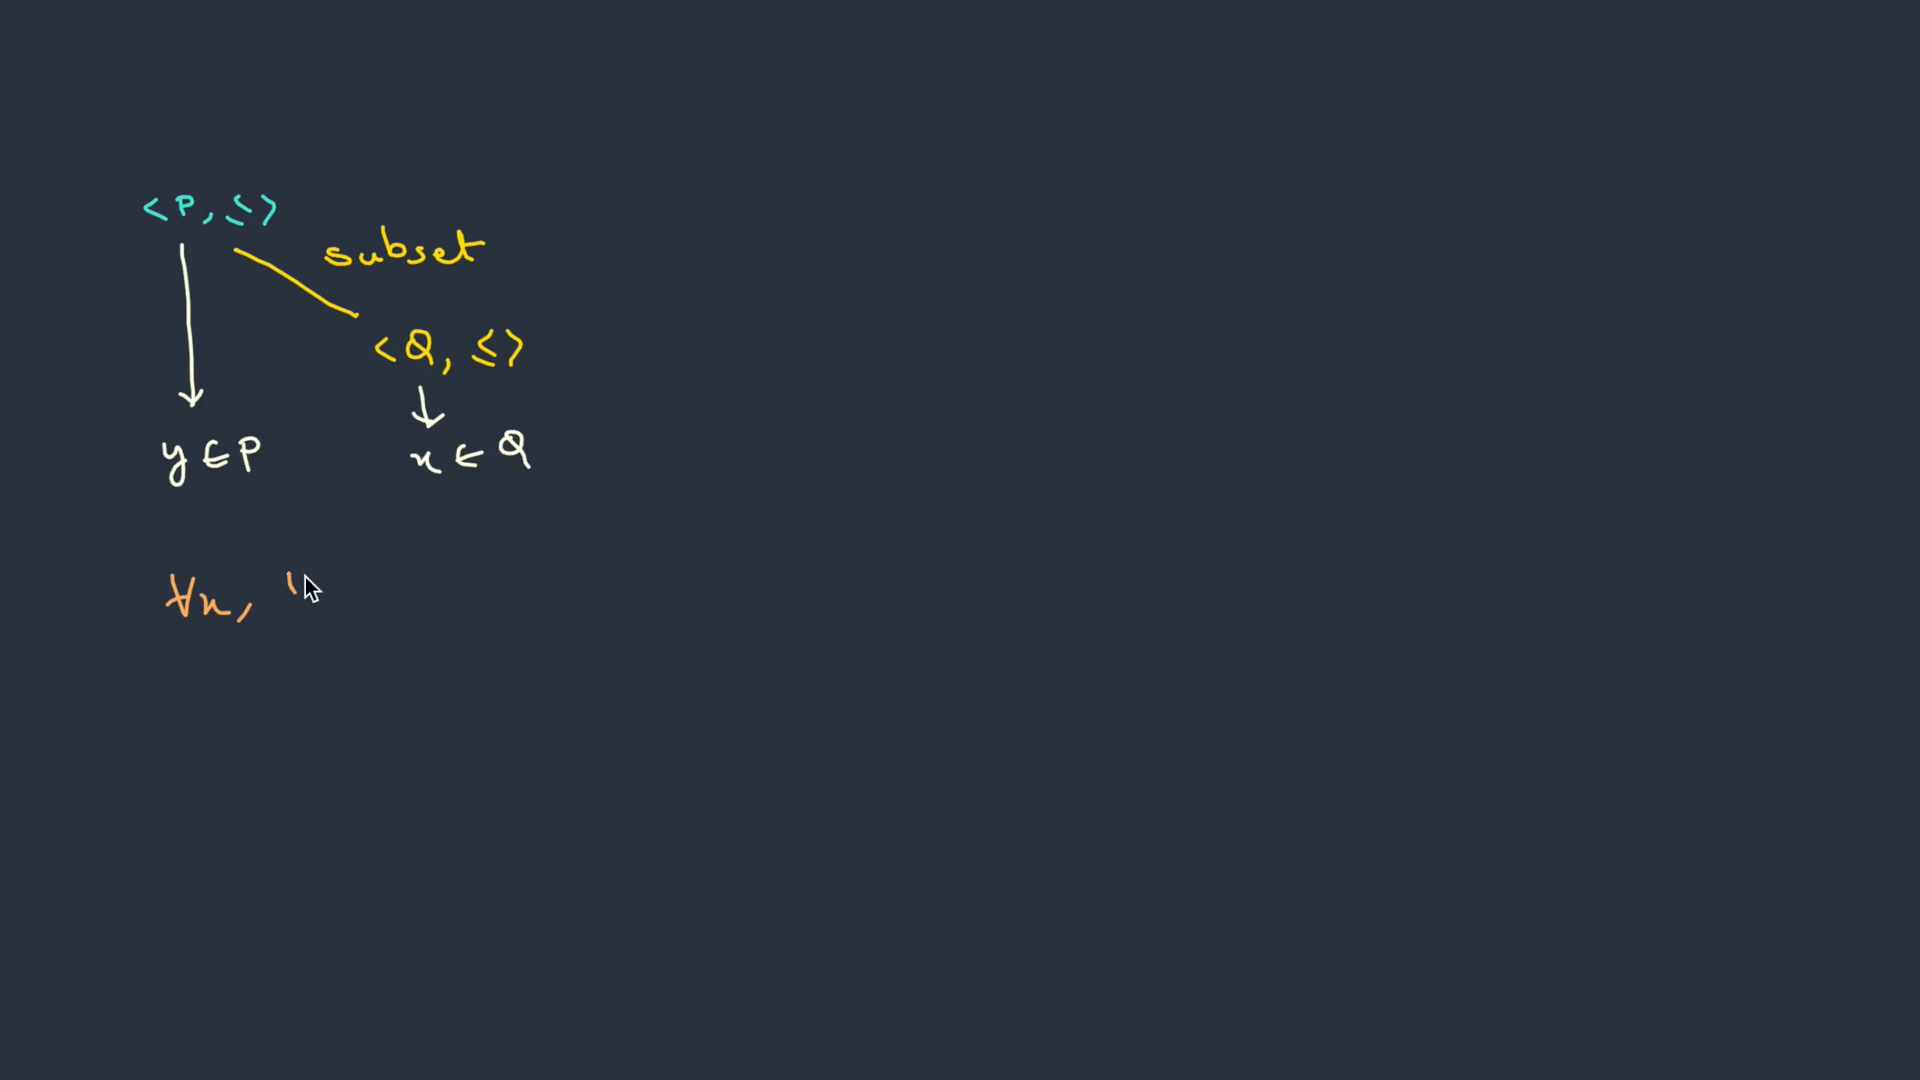 <P, ≤>
subset
<Q, ≤>
y ∈ P
x ∈ Q
∀x,